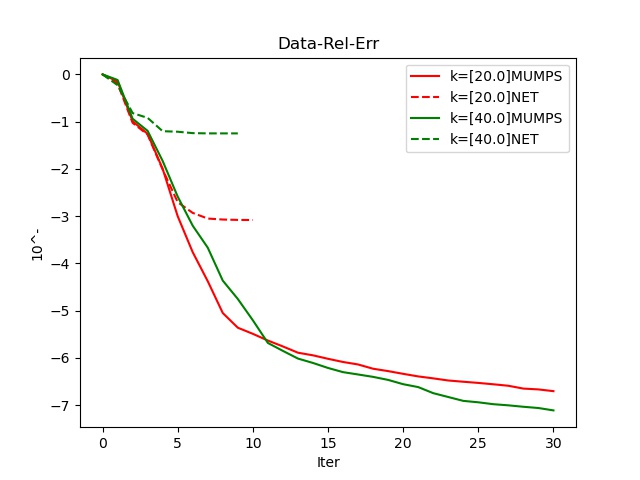 Data-Rel-Err
k=[20.0]MUMPS
k=[20.0]NET
k=[40.0]MUMPS
k=[40.0]NET
10^-
0
−1
−2
−3
−4
−5
−6
−7
0 5 10 15 20 25 30
Iter